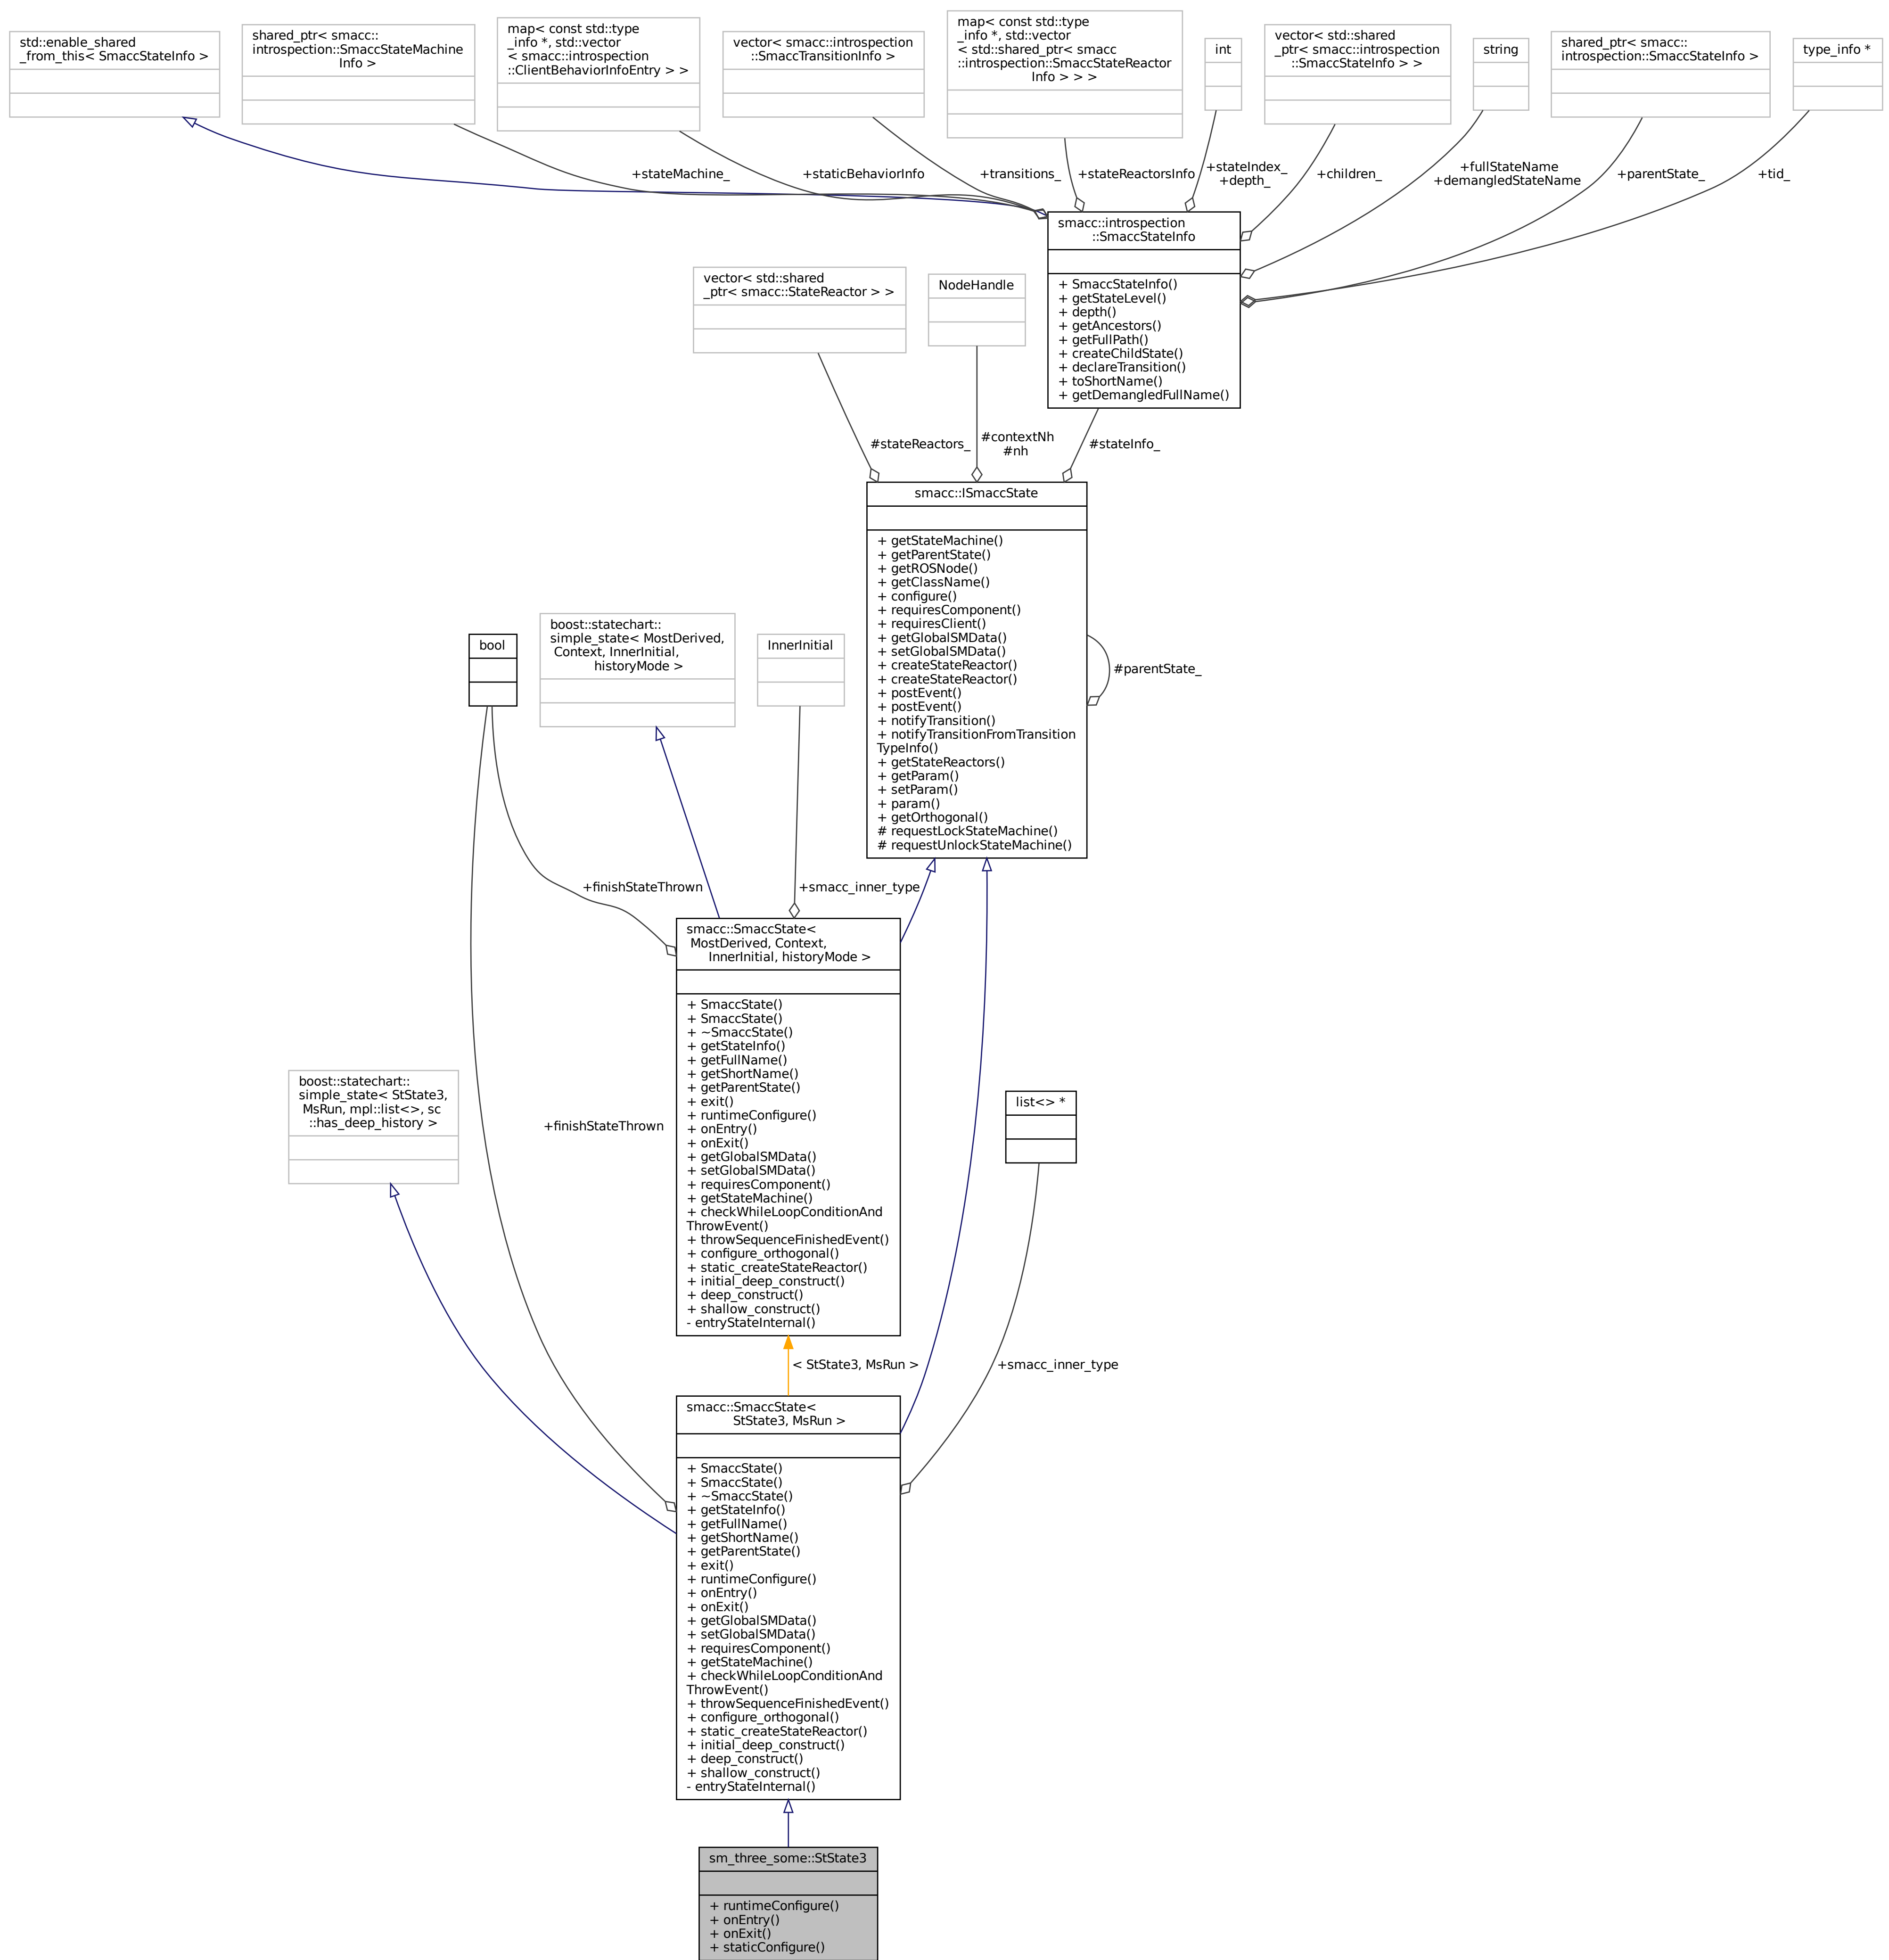 std::enable_shared
_from_this< SmaccStateInfo >
shared_ptr< smacc::
introspection::SmaccStateMachine
Info >
map< const std::type
_info *, std::vector
< smacc::introspection
::ClientBehaviorInfoEntry > >
vector< smacc::introspection
::SmaccTransitionInfo >
map< const std::type
_info *, std::vector
< std::shared_ptr< smacc
::introspection::SmaccStateReactor
Info > > >
int
vector< std::shared
_ptr< smacc::introspection
::SmaccStateInfo > >
string
shared_ptr< smacc::
introspection::SmaccStateInfo >
type_info *
+stateMachine_
+staticBehaviorInfo
+transitions_
+stateReactorsInfo
+stateIndex_
+depth_
+children_
+fullStateName
+demangledStateName
+parentState_
+tid_
smacc::introspection
::SmaccStateInfo
+ SmaccStateInfo()
+ getStateLevel()
+ depth()
+ getAncestors()
+ getFullPath()
+ createChildState()
+ declareTransition()
+ toShortName()
+ getDemangledFullName()
vector< std::shared
_ptr< smacc::StateReactor > >
NodeHandle
#stateReactors_
#contextNh
#nh
#stateInfo_
smacc::ISmaccState
+ getStateMachine()
+ getParentState()
+ getROSNode()
+ getClassName()
+ configure()
+ requiresComponent()
+ requiresClient()
+ getGlobalSMData()
+ setGlobalSMData()
+ createStateReactor()
+ createStateReactor()
+ postEvent()
+ postEvent()
+ notifyTransition()
+ notifyTransitionFromTransition
TypeInfo()
+ getStateReactors()
+ getParam()
+ setParam()
+ param()
+ getOrthogonal()
# requestLockStateMachine()
# requestUnlockStateMachine()
#parentState_
bool
boost::statechart::
simple_state< MostDerived,
Context, InnerInitial,
historyMode >
InnerInitial
+finishStateThrown
+smacc_inner_type
smacc::SmaccState<
MostDerived, Context,
InnerInitial, historyMode >
+ SmaccState()
+ SmaccState()
+ ~SmaccState()
+ getStateInfo()
+ getFullName()
+ getShortName()
+ getParentState()
+ exit()
+ runtimeConfigure()
+ onEntry()
+ onExit()
+ getGlobalSMData()
+ setGlobalSMData()
+ requiresComponent()
+ getStateMachine()
+ checkWhileLoopConditionAnd
ThrowEvent()
+ throwSequenceFinishedEvent()
+ configure_orthogonal()
+ static_createStateReactor()
+ initial_deep_construct()
+ deep_construct()
+ shallow_construct()
- entryStateInternal()
boost::statechart::
simple_state< StState3,
MsRun, mpl::list<>, sc
::has_deep_history >
+finishStateThrown
list<> *
< StState3, MsRun >
+smacc_inner_type
smacc::SmaccState<
StState3, MsRun >
+ SmaccState()
+ SmaccState()
+ ~SmaccState()
+ getStateInfo()
+ getFullName()
+ getShortName()
+ getParentState()
+ exit()
+ runtimeConfigure()
+ onEntry()
+ onExit()
+ getGlobalSMData()
+ setGlobalSMData()
+ requiresComponent()
+ getStateMachine()
+ checkWhileLoopConditionAnd
ThrowEvent()
+ throwSequenceFinishedEvent()
+ configure_orthogonal()
+ static_createStateReactor()
+ initial_deep_construct()
+ deep_construct()
+ shallow_construct()
- entryStateInternal()
sm_three_some::StState3
+ runtimeConfigure()
+ onEntry()
+ onExit()
+ staticConfigure()